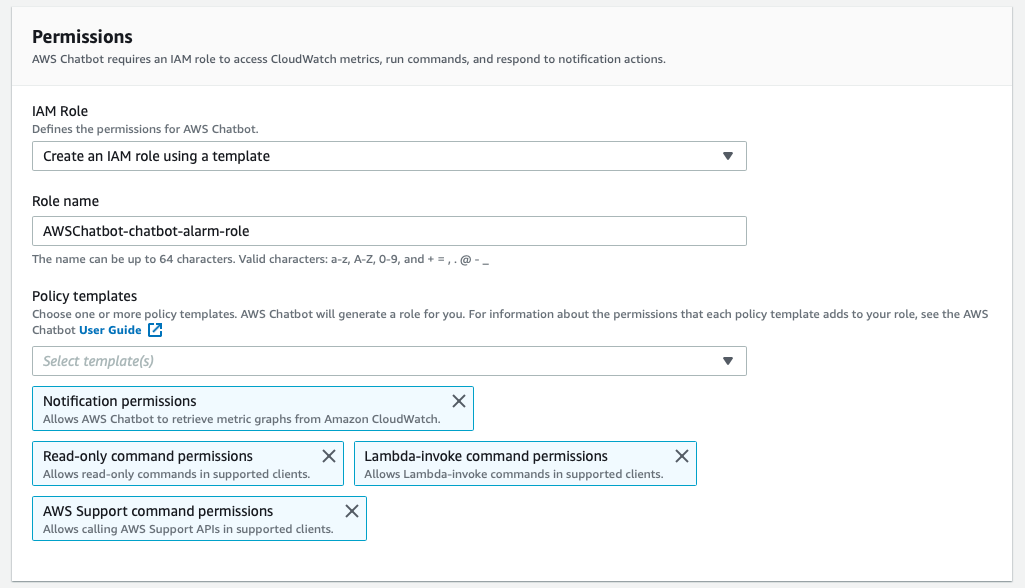 Permissions
AWS Chatbot requires an IAM role to access CloudWatch metrics, run commands, and respond to notification actions.
IAM Role
Defines the permissions for AWS Chatbot.
Create an IAM role using a template
Role name
AWSChatbot-chatbot-alarm-role
The name can be up to 64 characters. Valid characters: a-z, A-Z, 0-9, and + = , . @ - _
Policy templates
Choose one or more policy templates. AWS Chatbot will generate a role for you. For information about the permissions that each policy template adds to your role, see the AWS
Chatbot User Guide
Select template(s)
Notification permissions
Allows AWS Chatbot to retrieve metric graphs from Amazon CloudWatch.
Read-only command permissions
Allows read-only commands in supported clients.
Lambda-invoke command permissions
Allows Lambda-invoke commands in supported clients.
AWS Support command permissions
Allows calling AWS Support APIs in supported clients.